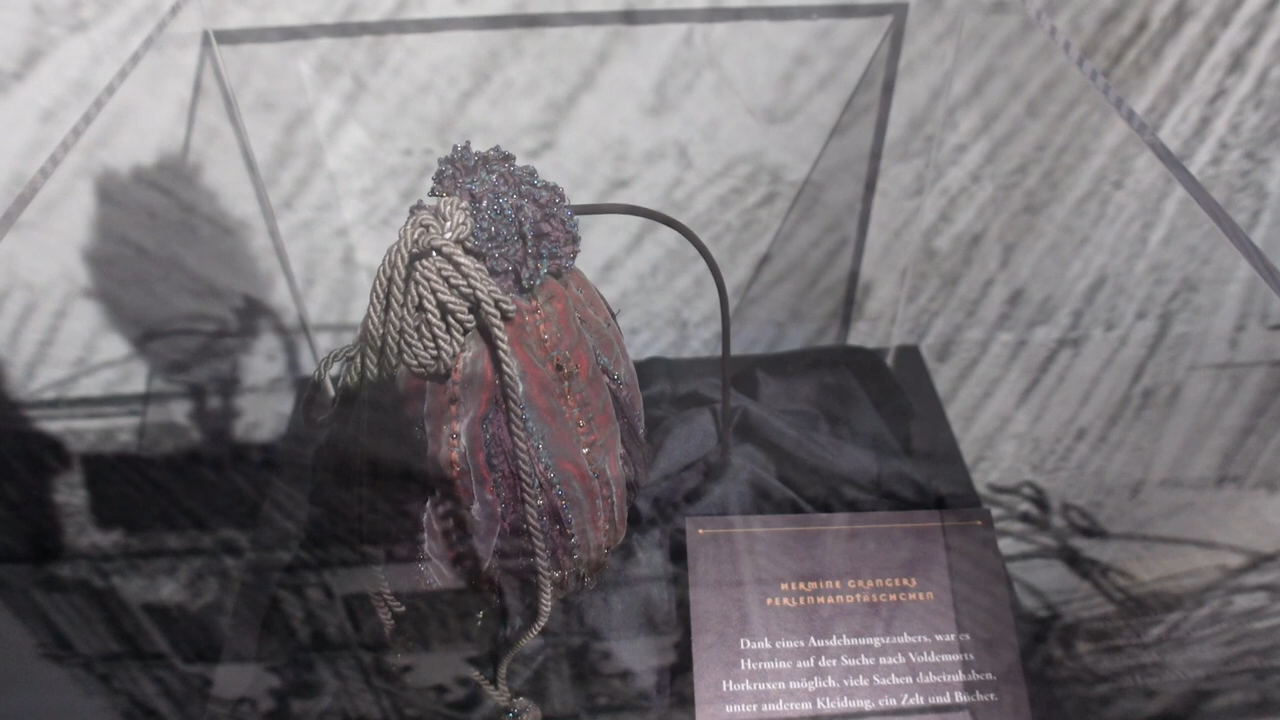 HERMINE GRANGERS
PERLENHANDTÄSCHCHEN
Dank eines Ausdehnungszaubers, war es
Hermine auf der Suche nach Voldemorts
Horkruxen möglich, viele Sachen dabeizuhaben,
unter anderem Kleidung, ein Zelt und Bücher.